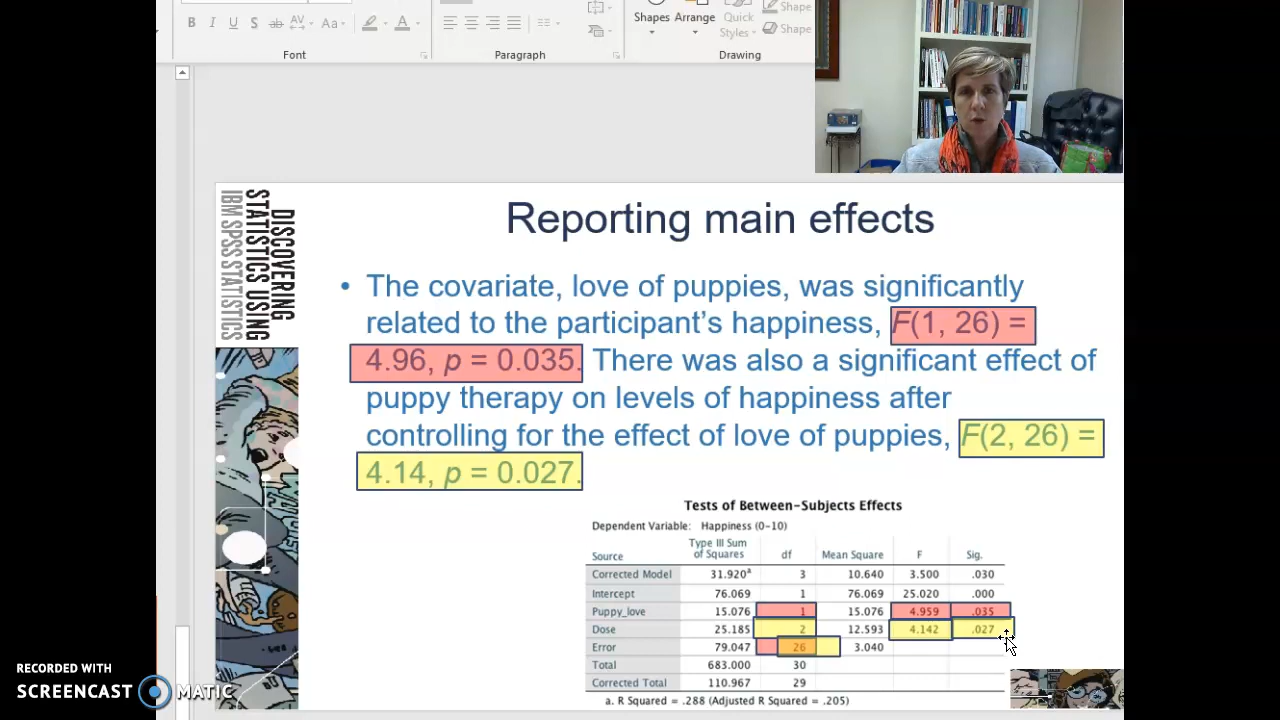 B I U S ab AV Aa A
Font
Paragraph
Shapes Arrange Quick Styles
Shape
Shape
Drawing
DISCOVERING
STATISTICS USING
IBM SPSS STATISTICS
Reporting main effects
• The covariate, love of puppies, was significantly
related to the participant's happiness, F(1, 26) =
4.96, p = 0.035. There was also a significant effect of
puppy therapy on levels of happiness after
controlling for the effect of love of puppies, F(2, 26) =
4.14, p = 0.027.
Tests of Between-Subjects Effects
Dependent Variable: Happiness (0-10)
Source Type III Sum of Squares df Mean Square F Sig.
Corrected Model 31.920a 3 10.640 3.500 .030
Intercept 76.069 1 76.069 25.020 .000
Puppy_love 15.076 1 15.076 4.959 .035
Dose 25.185 2 12.593 4.142 .027
Error 79.047 26 3.040
Total 683.000 30
Corrected Total 110.967 29
a. R Squared = .288 (Adjusted R Squared = .205)
RECORDED WITH
SCREENCAST MATIC